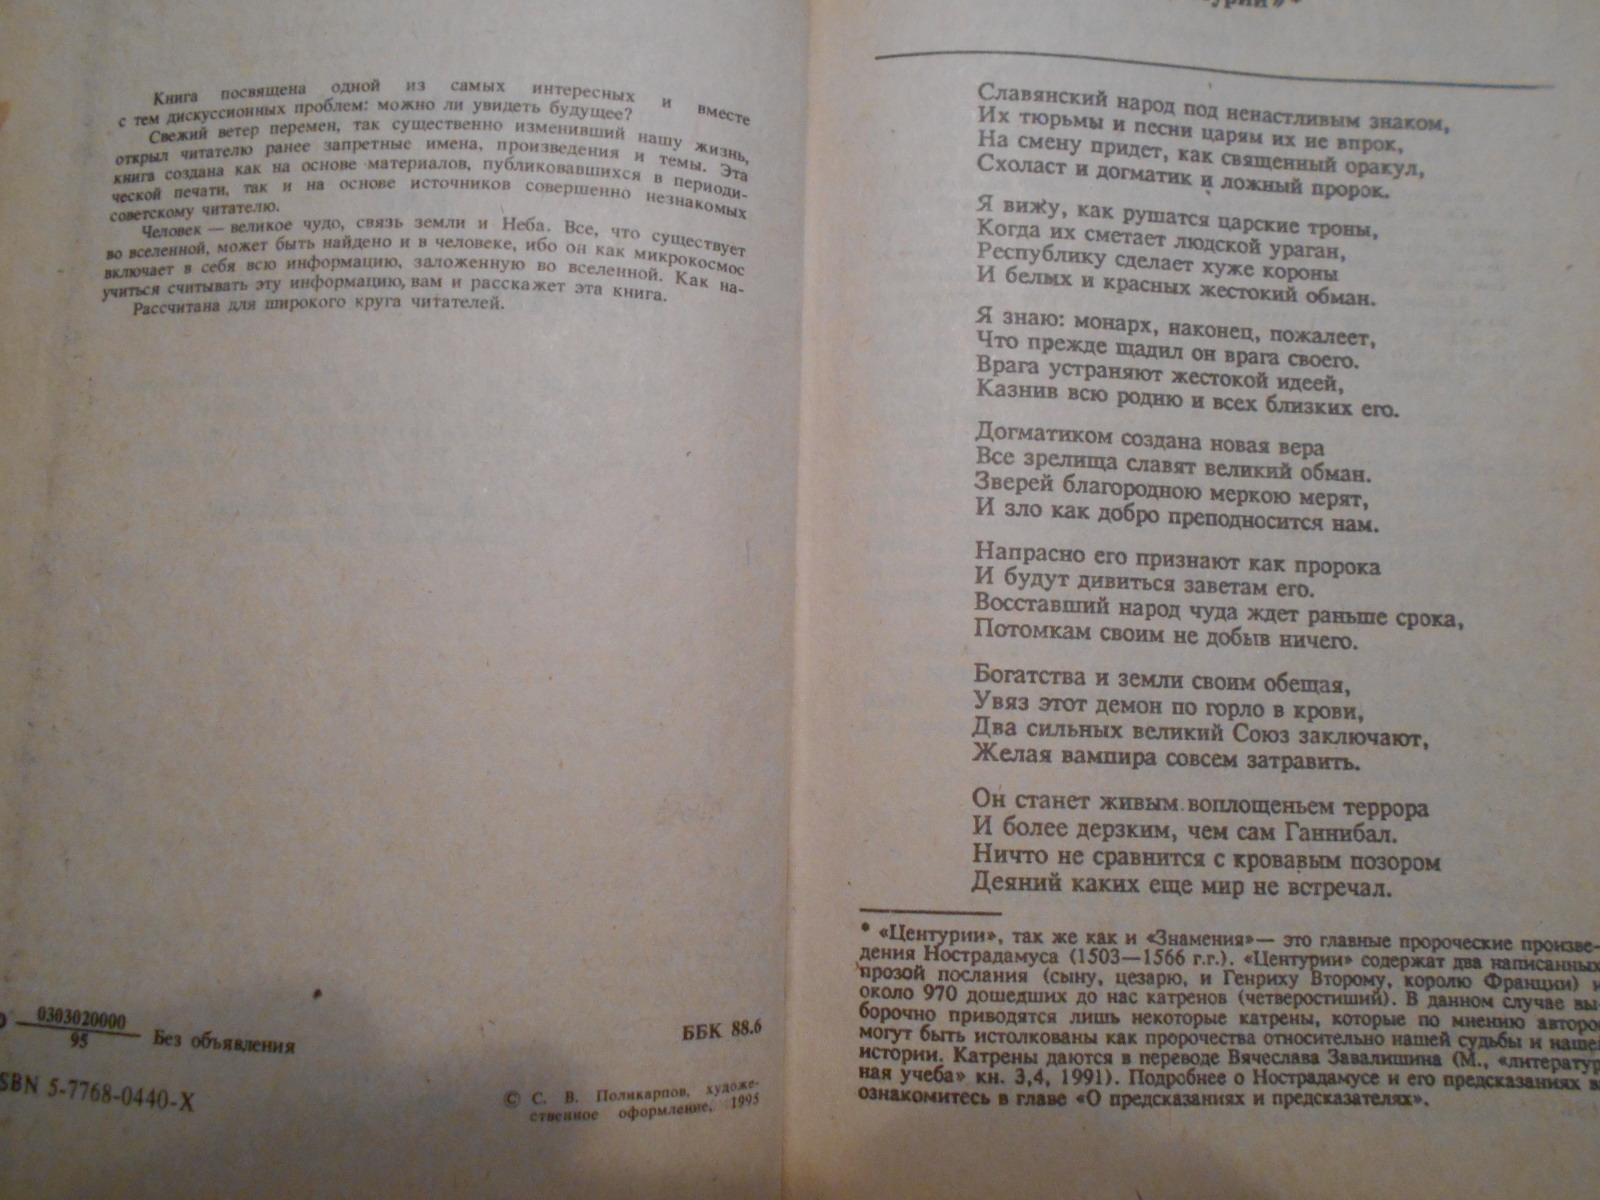 Книга посвящена одной из самых интересных и вместе
с тем дискуссионных проблем: можно ли увидеть будущее?
Свежий ветер перемен, так существенно изменивший нашу жизнь,
открыл читателю ранее запретные имена, произведения и темы. Эта
книга создана как на основе материалов, публиковавшихся в периоди-
ческой печати, так и на основе источников совершенно незнакомых
советскому читателю.
Человек — великое чудо, связь земли и Неба. Все, что существует
во вселенной, может быть найдено и в человеке, ибо он как микрокосмос
включает в себя всю информацию, заложенную во вселенной. Как на-
учиться считывать эту информацию, вам и расскажет эта книга.
Рассчитана для широкого круга читателей.
0303020000
95
Без объявления
ББК 88.6
SBN 5-7768-0440-X
© С. В. Поликарпов, художе-
ственное оформление, 1995
Славянский народ под ненастливым знаком,
Их тюрьмы и песни царям их не впрок,
На смену придет, как священный оракул,
Схоласт и догматик и ложный пророк.
Я вижу, как рушатся царские троны,
Когда их сметает людской ураган,
Республику сделает хуже короны
И белых и красных жестокий обман.
Я знаю: монарх, наконец, пожалеет,
Что прежде щадил он врага своего.
Врага устраняют жестокой идеей,
Казнив всю родню и всех близких его.
Догматиком создана новая вера
Все зрелища славят великий обман.
Зверей благородною меркою мерят,
И зло как добро преподносится нам.
Напрасно его признают как пророка
И будут дивиться заветам его.
Восставший народ чуда ждет раньше срока,
Потомкам своим не добыв ничего.
Богатства и земли своим обещая,
Увяз этот демон по горло в крови,
Два сильных великий Союз заключают,
Желая вампира совсем затравить.
Он станет живым воплощеньем террора
И более дерзким, чем сам Ганнибал.
Ничто не сравнится с кровавым позором
Деяний каких еще мир не встречал.
* «Центурии», так же как и «Знамения»— это главные пророческие произве-
дения Нострадамуса (1503—1566 г.г.). «Центурии» содержат два написанных
прозой послания (сыну, цезарю, и Генриху Второму, королю Франции) и
около 970 дошедших до нас катренов (четверостиший). В данном случае вы-
борочно приводятся лишь некоторые катрены, которые по мнению авторо
могут быть истолкованы как пророчества относительно нашей судьбы и нашей
истории. Катрены даются в переводе Вячеслава Завалишина (М., «литератур
ная учеба» кн. 3,4, 1991). Подробнее о Нострадамусе и его предсказаниях в
ознакомитесь в главе «О предсказаниях и предсказателях».